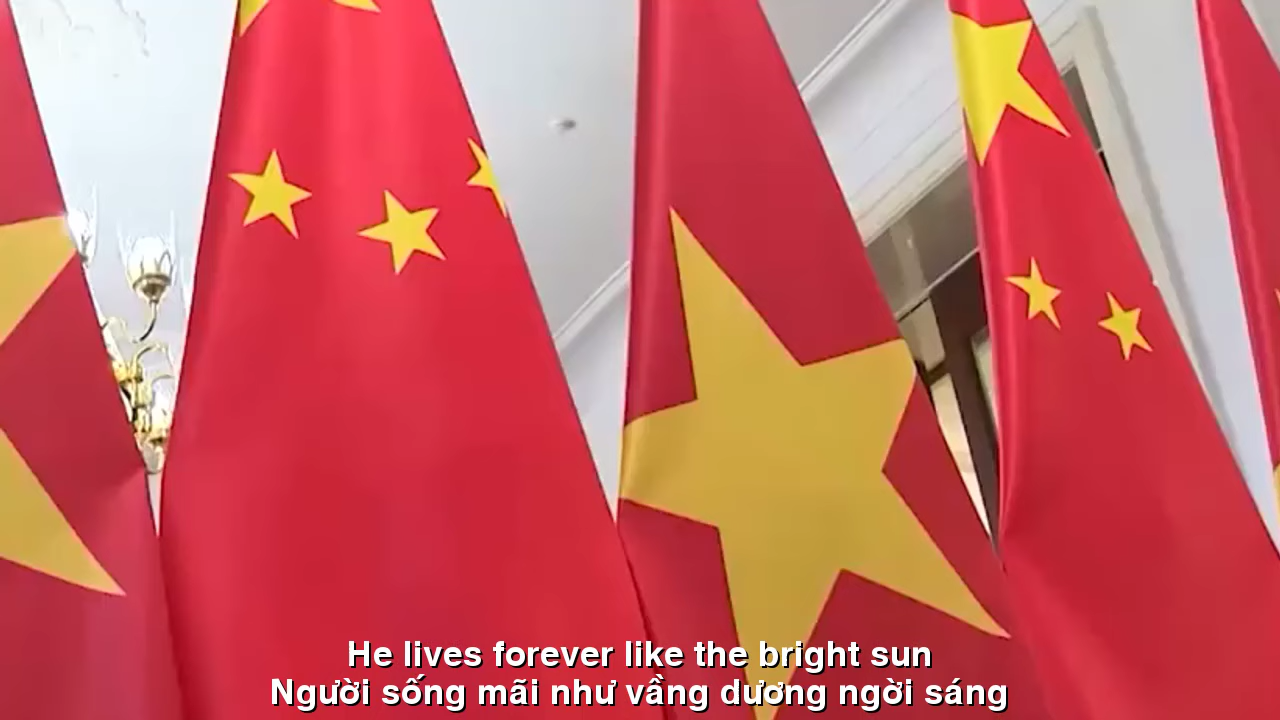 He lives forever like the bright sun
Người sống mãi như vầng dương ngời sáng